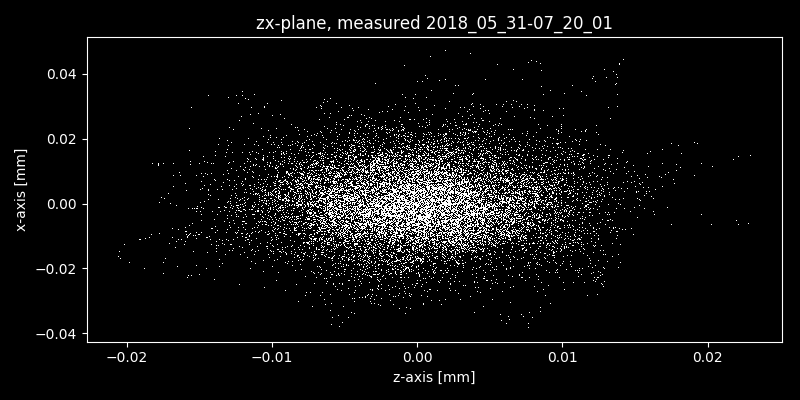 zx-plane, measured 2018_05_31-07_20_01
0.04
0.02
0.00
−0.02
−0.04
x-axis [mm]
−0.02 −0.01 0.00 0.01 0.02
z-axis [mm]